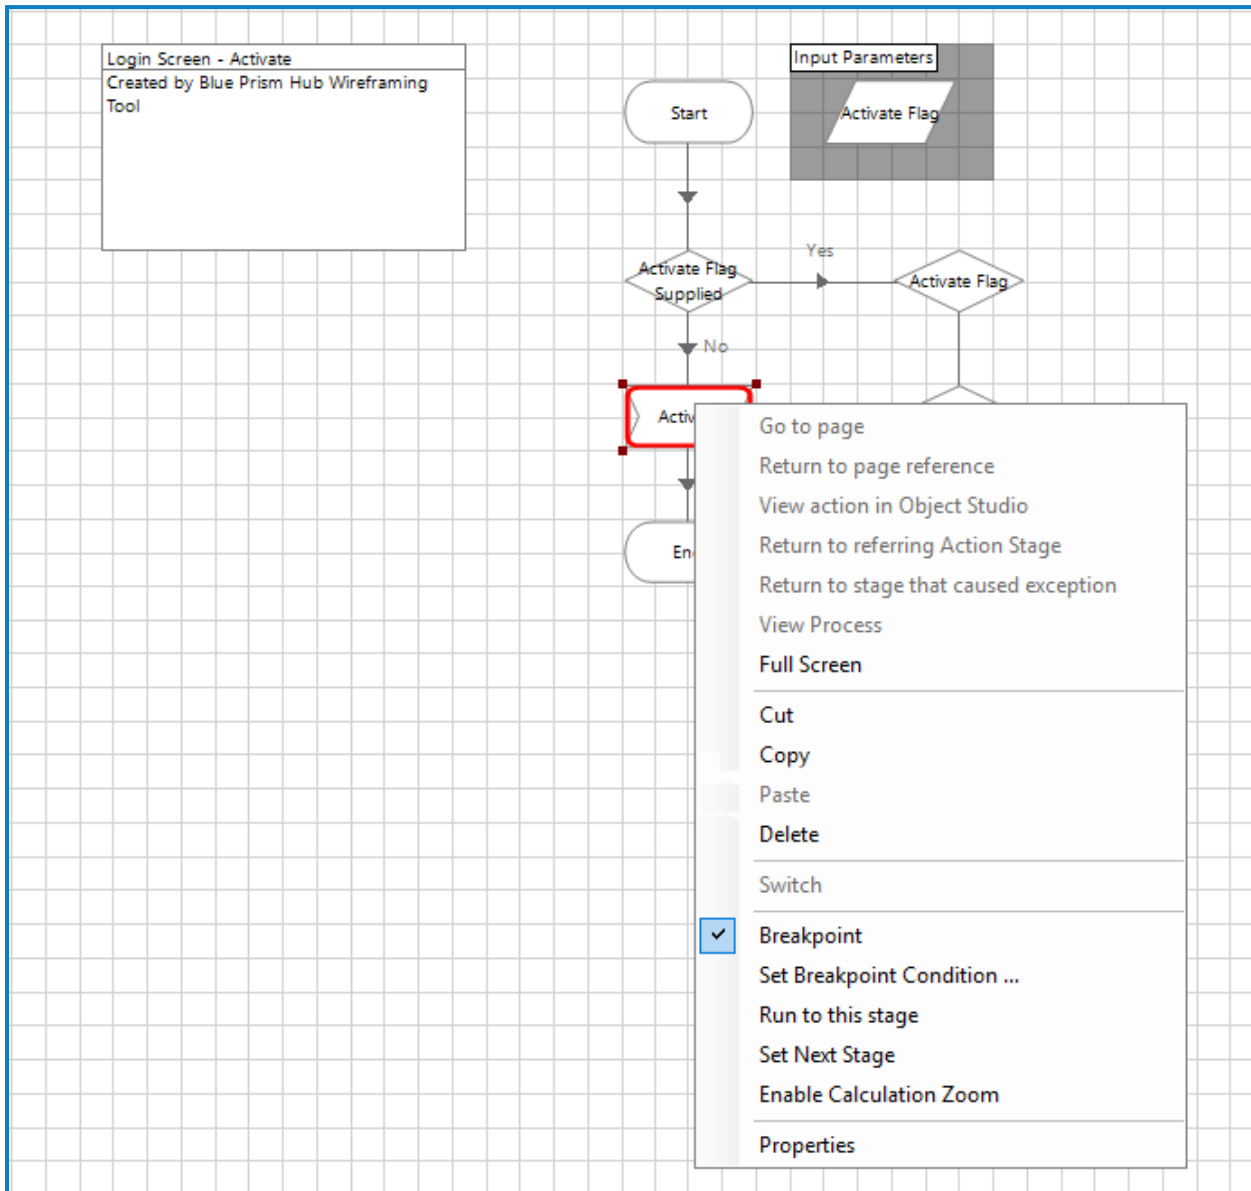 Login Screen - Activate
Created by Blue Prism Hub Wireframing
Tool
Start
Input Parameters
Activate Flag
Activate Flag
Supplied
Yes
Activate Flag
No
Go to page
Return to page reference
View action in Object Studio
Return to referring Action Stage
Return to stage that caused exception
View Process
Full Screen
Cut
Copy
Paste
Delete
Switch
Breakpoint
Set Breakpoint Condition ...
Run to this stage
Set Next Stage
Enable Calculation Zoom
Properties